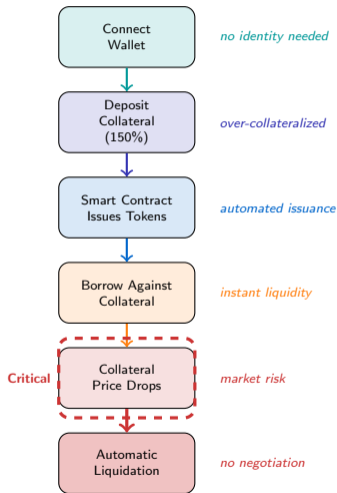 Connect
Wallet
no identity needed
Deposit
Collateral
(150%)
over-collateralized
Smart Contract
Issues Tokens
automated issuance
Borrow Against
Collateral
instant liquidity
Critical
Collateral
Price Drops
market risk
Automatic
Liquidation
no negotiation